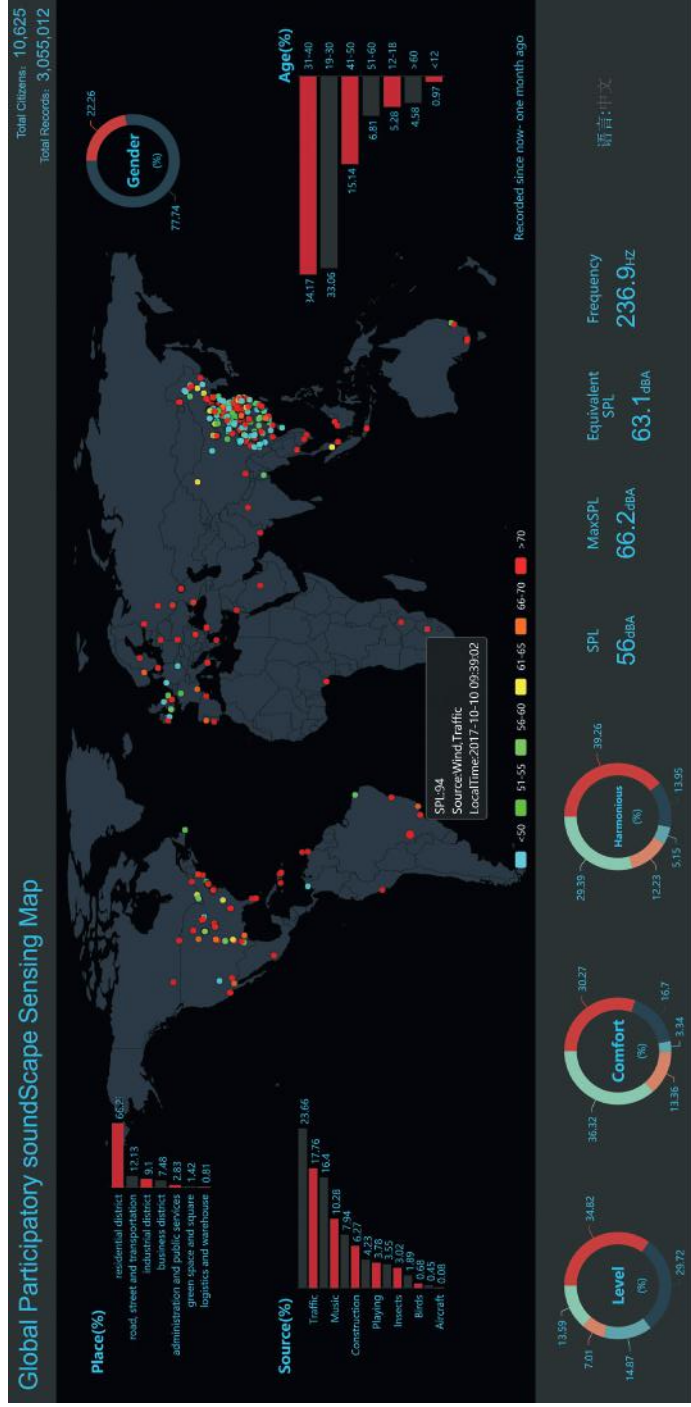 Global Participatory soundScape Sensing Map
Total Citizens: 10,625
Total Records: 3,055,012
Place(%)
residential district 66.2
road, street and transportation 12.13
industrial district 9.1
business district 7.48
administration and public services 2.83
green space and square 1.42
logistics and warehouse 0.81
Gender
(%)
22.26
77.74
Source(%)
23.66
Traffic 17.76
16.4
Music 10.28
7.94
Construction 6.27
4.23
Playing 3.78
3.55
Insects 3.02
1.89
Birds 0.68
0.45
Aircraft 0.08
SPL:94
Source:Wind,Traffic
LocalTime:2017-10-10 09:39:02
<50
51-55
56-60
61-65
66-70
>70
Age(%)
34.17 31-40
33.06 19-30
15.14 41-50
6.81 51-60
5.28 12-18
4.58 >60
0.97 <12
Recorded since now- one month ago
Level
(%)
13.59
34.82
7.01
14.87
29.72
Comfort
(%)
36.32
30.27
16.7
3.34
13.36
Harmonious
(%)
29.39
39.26
13.95
5.15
12.23
SPL
56dBA
MaxSPL
66.2dBA
Equivalent
SPL
63.1dBA
Frequency
236.9HZ
语言:中文